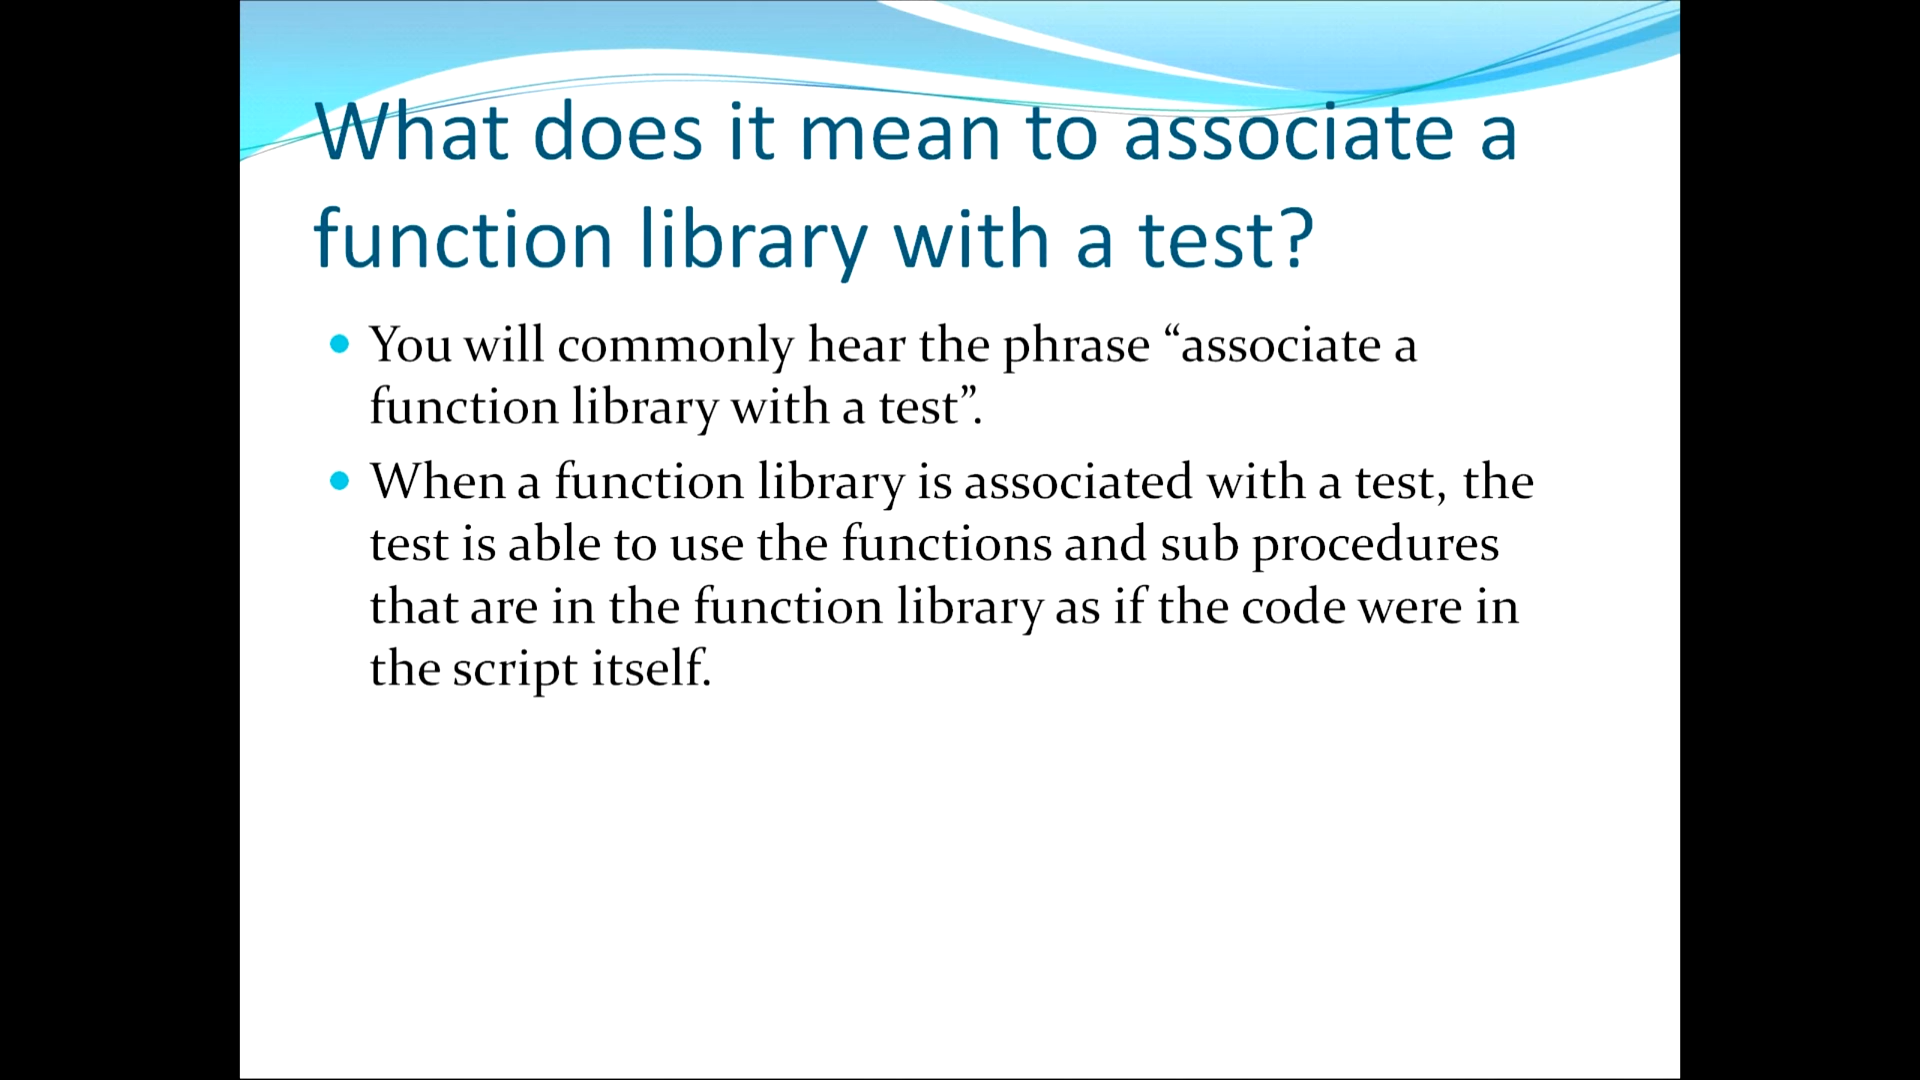 What does it mean to associate a
function library with a test?
• You will commonly hear the phrase “associate a
function library with a test”.
• When a function library is associated with a test, the
test is able to use the functions and sub procedures
that are in the function library as if the code were in
the script itself.